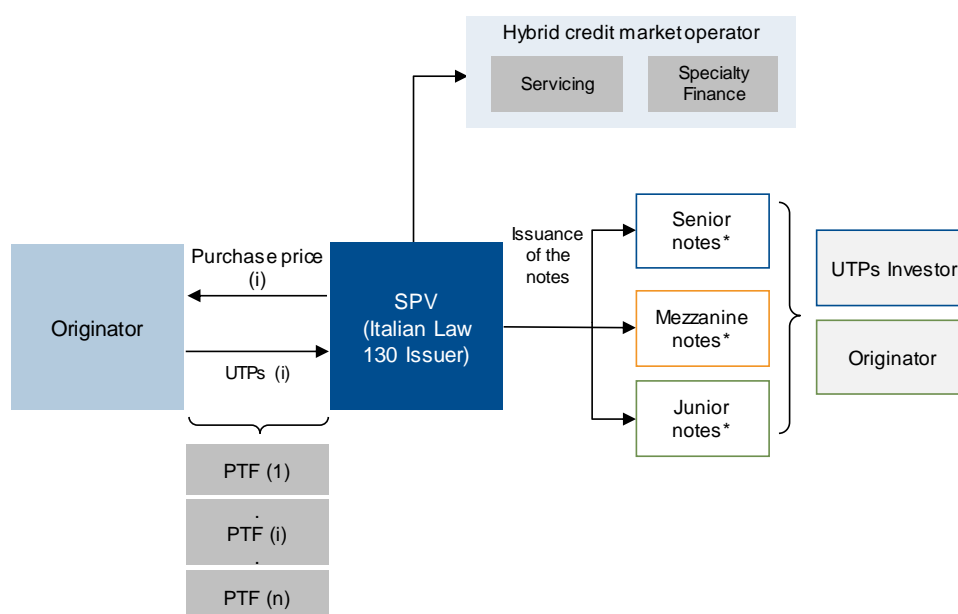 Hybrid credit market operator
Servicing
Specialty
Finance
Originator
Purchase price
(i)
UTPs (i)
SPV
(Italian Law
130 Issuer)
Issuance
of the
notes
Senior
notes*
Mezzanine
notes*
Junior
notes*
UTPs Investor
Originator
PTF (1)
.
PTF (i)
.
PTF (n)